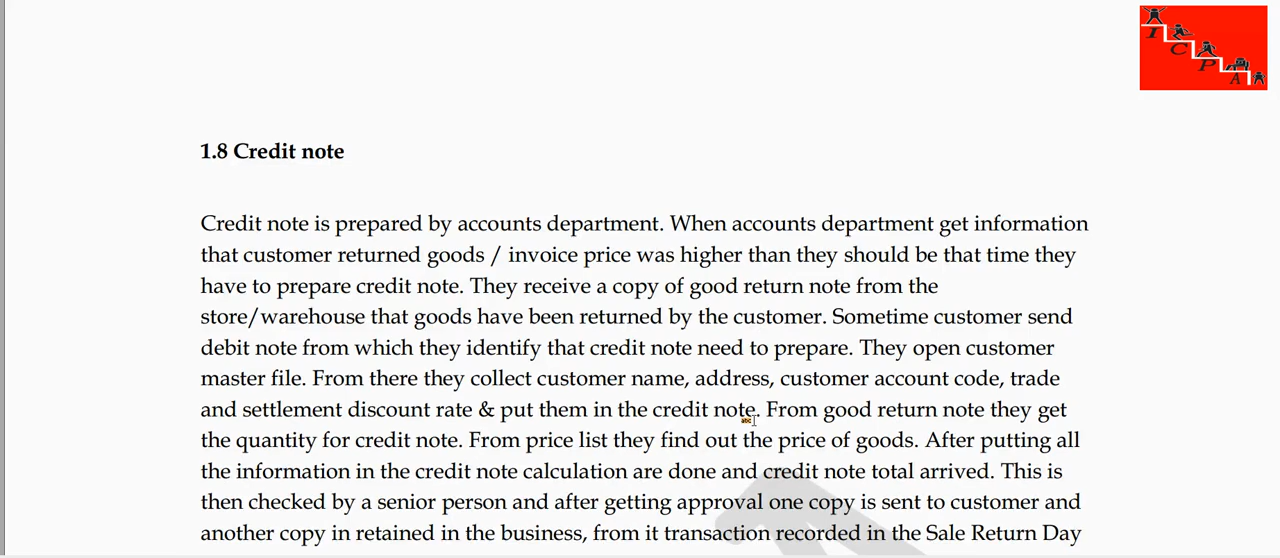 I
C
P
A
1.8 Credit note
Credit note is prepared by accounts department. When accounts department get information
that customer returned goods / invoice price was higher than they should be that time they
have to prepare credit note. They receive a copy of good return note from the
store/warehouse that goods have been returned by the customer. Sometime customer send
debit note from which they identify that credit note need to prepare. They open customer
master file. From there they collect customer name, address, customer account code, trade
and settlement discount rate & put them in the credit note. From good return note they get
the quantity for credit note. From price list they find out the price of goods. After putting all
the information in the credit note calculation are done and credit note total arrived. This is
then checked by a senior person and after getting approval one copy is sent to customer and
another copy in retained in the business, from it transaction recorded in the Sale Return Day